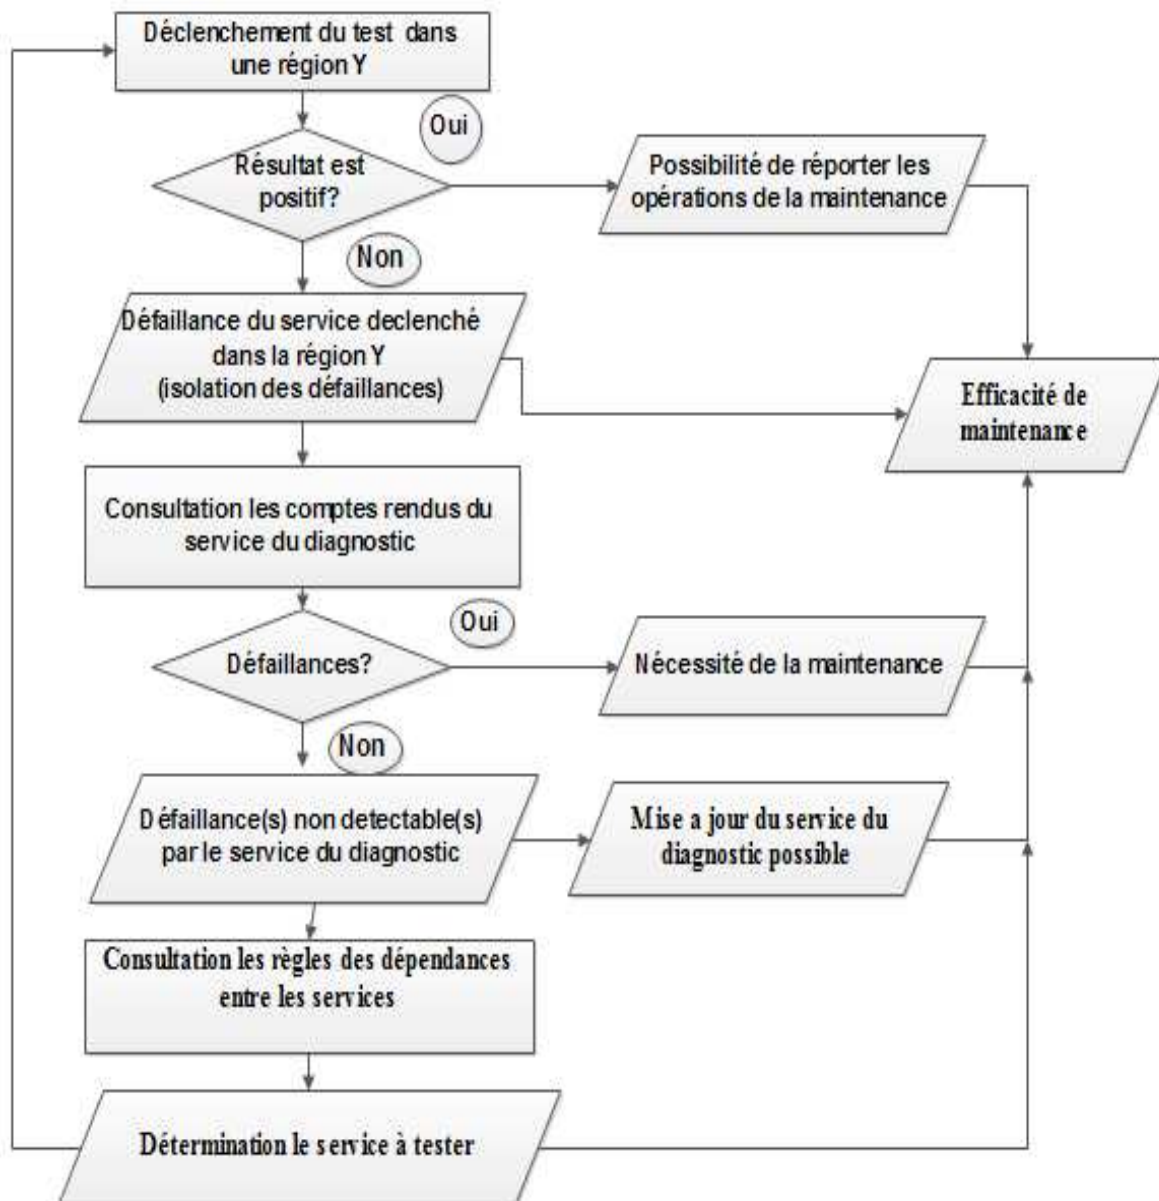 Déclenchement du test dans
une région Y
Oui
Résultat est
positif?
Possibilité de réporter les
opérations de la maintenance
Non
Défaillance du service declenché
dans la région Y
(isolation des défaillances)
Efficacité de
maintenance
Consultation les comptes rendus du
service du diagnostic
Oui
Défaillances?
Nécessité de la maintenance
Non
Défaillance(s) non detectable(s)
par le service du diagnostic
Mise a jour du service du
diagnostic possible
Consultation les règles des dépendances
entre les services
Détermination le service à tester